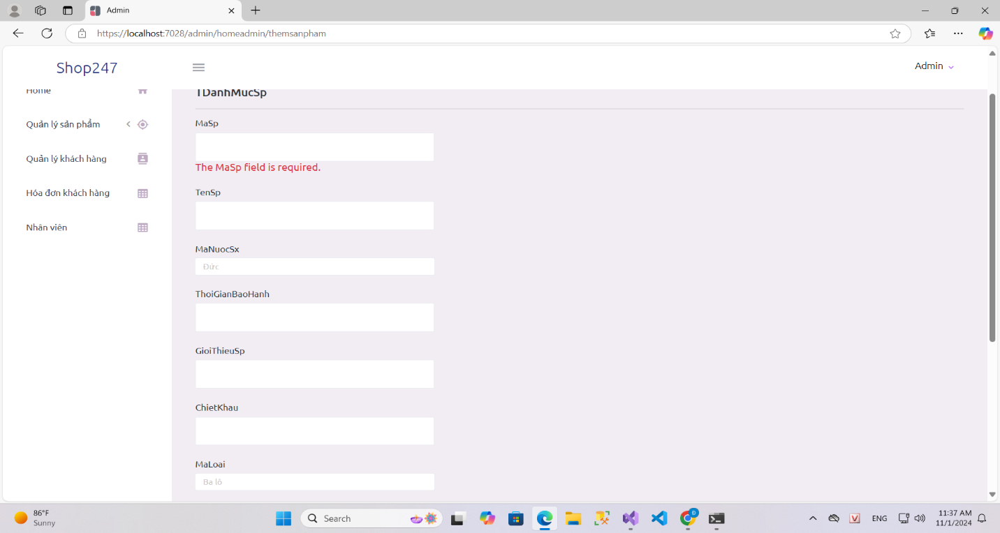 Admin
https://localhost:7028/admin/homeadmin/themsanpham
Shop247
Admin
Home
Quản lý sản phẩm
Quản lý khách hàng
Hóa đơn khách hàng
Nhân viên
TDanhMucSp
MaSp
The MaSp field is required.
TenSp
MaNuocSx
Đức
ThoiGianBaoHanh
GioiThieuSp
ChietKhau
MaLoai
Ba lô
86°F
Sunny
Search
0
V
ENG
11:37 AM
11/1/2024